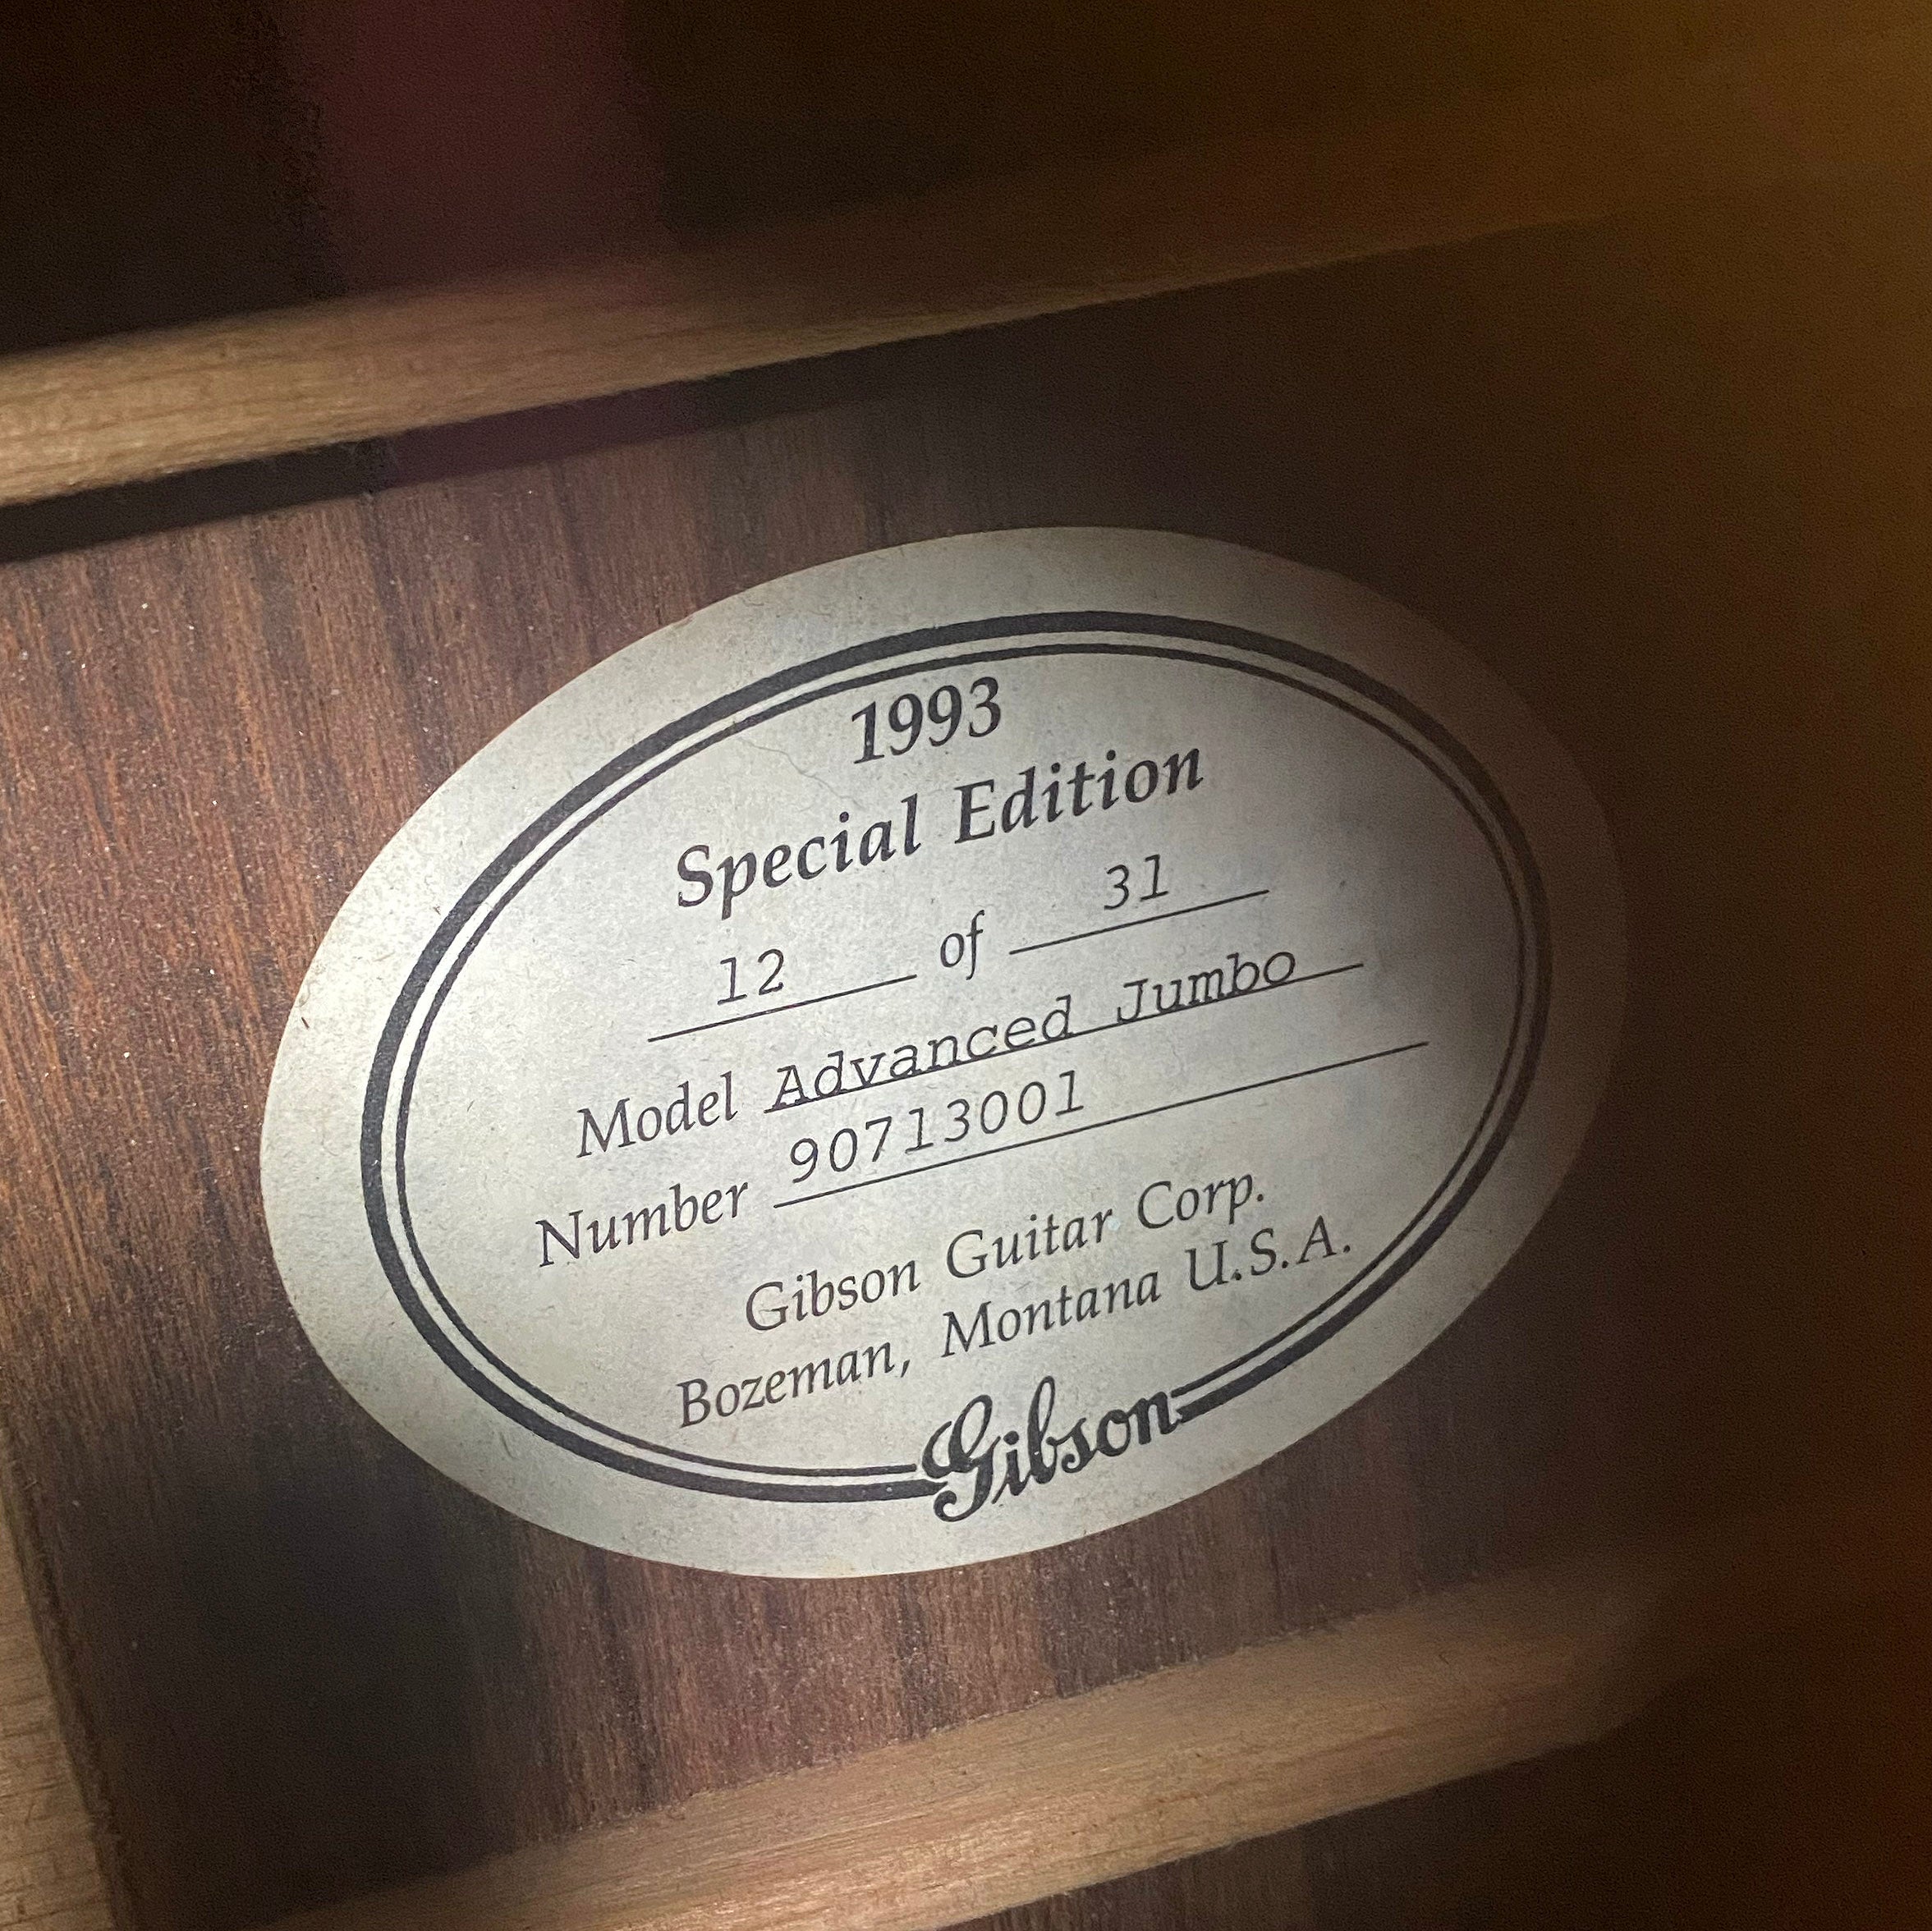 1993
Special Edition
12 of 31
Model Advanced Jumbo
Number 90713001
Gibson Guitar Corp.
Bozeman, Montana U.S.A.
Gibson